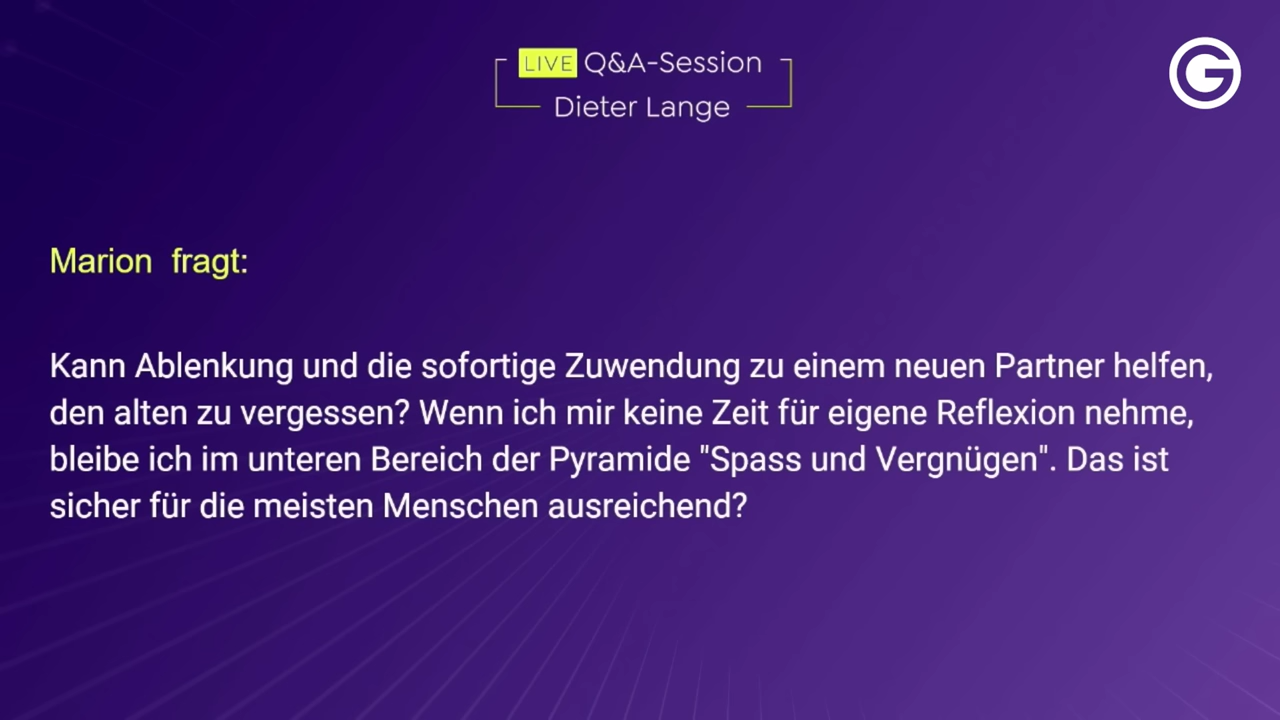 LIVE Q&A-Session
Dieter Lange
G
Marion fragt:
Kann Ablenkung und die sofortige Zuwendung zu einem neuen Partner helfen,
den alten zu vergessen? Wenn ich mir keine Zeit für eigene Reflexion nehme,
bleibe ich im unteren Bereich der Pyramide "Spass und Vergnügen". Das ist
sicher für die meisten Menschen ausreichend?